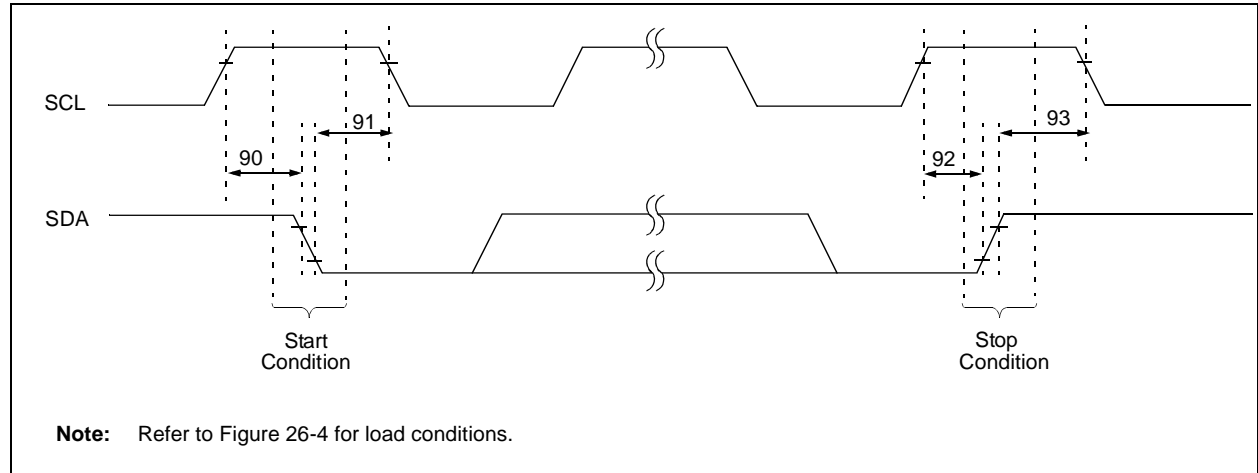 SCL
91
93
90
92
SDA
Start
Condition
Stop
Condition
Note: Refer to Figure 26-4 for load conditions.